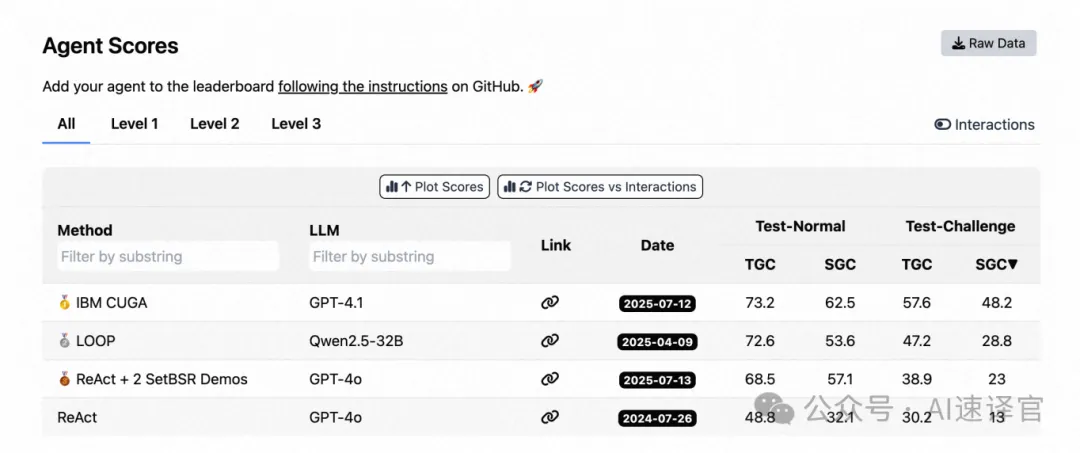 Agent Scores
Raw Data
Add your agent to the leaderboard following the instructions on GitHub. 🚀
All Level 1 Level 2 Level 3 Interactions
Plot Scores Plot Scores vs Interactions
Method LLM Link Date Test-Normal Test-Challenge
Filter by substring Filter by substring
TGC SGC TGC SGC▼
🥇 IBM CUGA GPT-4.1 2025-07-12 73.2 62.5 57.6 48.2
🥈 LOOP Qwen2.5-32B 2025-04-09 72.6 53.6 47.2 28.8
🥉 ReAct + 2 SetBSR Demos GPT-4o 2025-07-13 68.5 57.1 38.9 23
ReAct GPT-4o 2024-07-26 48.8 32.1 30.2 13
公众号 · AI速译官